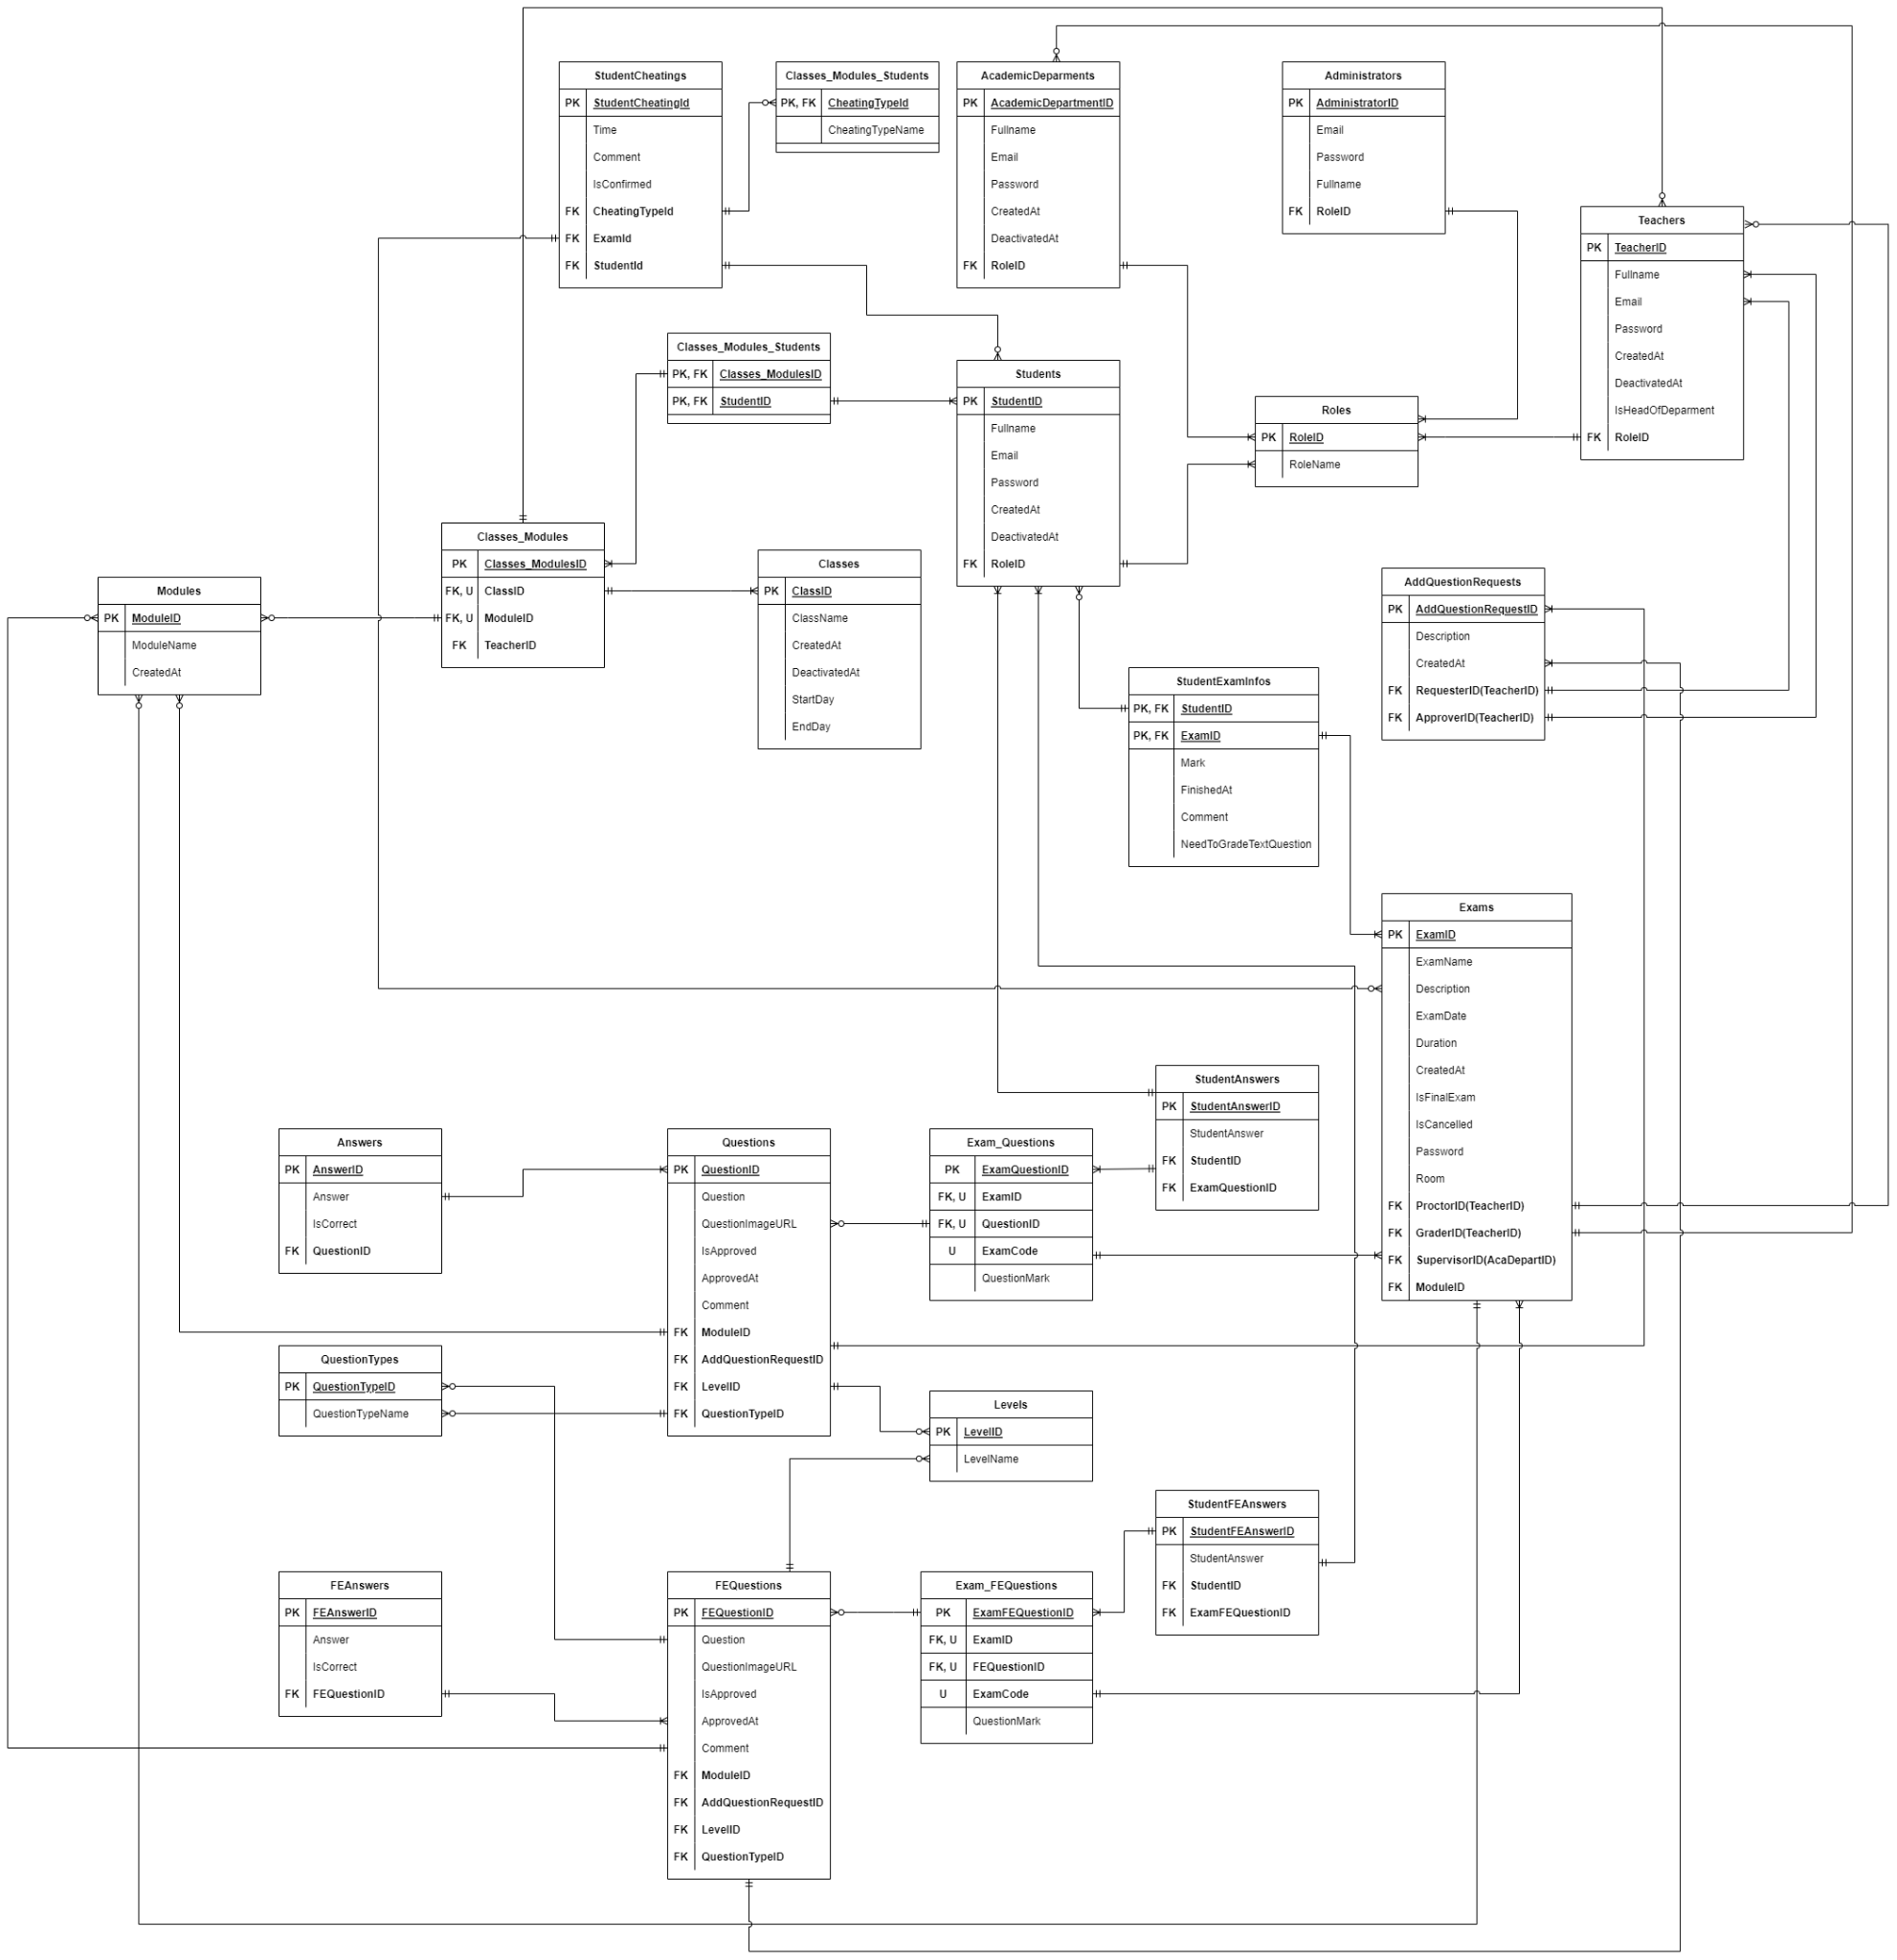 StudentCheatings
PK StudentCheatingId
Time
Comment
IsConfirmed
FK CheatingTypeId
FK ExamId
FK StudentId
Classes_Modules_Students
PK, FK CheatingTypeId
CheatingTypeName
AcademicDeparments
PK AcademicDepartmentID
Fullname
Email
Password
CreatedAt
DeactivatedAt
FK RoleID
Administrators
PK AdministratorID
Email
Password
Fullname
FK RoleID
Teachers
PK TeacherID
Fullname
Email
Password
CreatedAt
DeactivatedAt
IsHeadOfDeparment
FK RoleID
Classes_Modules_Students
PK, FK Classes_ModulesID
PK, FK StudentID
Students
PK StudentID
Fullname
Email
Password
CreatedAt
DeactivatedAt
FK RoleID
Roles
PK RoleID
RoleName
Classes_Modules
PK Classes_ModulesID
FK, U ClassID
FK, U ModuleID
FK TeacherID
Classes
PK ClassID
ClassName
CreatedAt
DeactivatedAt
StartDay
EndDay
Modules
PK ModuleID
ModuleName
CreatedAt
AddQuestionRequests
PK AddQuestionRequestID
Description
CreatedAt
FK RequesterID(TeacherID)
FK ApproverID(TeacherID)
StudentExamInfos
PK, FK StudentID
PK, FK ExamID
Mark
FinishedAt
Comment
NeedToGradeTextQuestion
Exams
PK ExamID
ExamName
Description
ExamDate
Duration
CreatedAt
IsFinalExam
IsCancelled
Password
Room
FK ProctorID(TeacherID)
FK GraderID(TeacherID)
FK SupervisorID(AcaDepartID)
FK ModuleID
StudentAnswers
PK StudentAnswerID
StudentAnswer
FK StudentID
FK ExamQuestionID
Answers
PK AnswerID
Answer
IsCorrect
FK QuestionID
Questions
PK QuestionID
Question
QuestionImageURL
IsApproved
ApprovedAt
Comment
FK ModuleID
FK AddQuestionRequestID
FK LevelID
FK QuestionTypeID
Exam_Questions
PK ExamQuestionID
FK, U ExamID
FK, U QuestionID
U ExamCode
QuestionMark
QuestionTypes
PK QuestionTypeID
QuestionTypeName
Levels
PK LevelID
LevelName
StudentFEAnswers
PK StudentFEAnswerID
StudentAnswer
FK StudentID
FK ExamFEQuestionID
FEAnswers
PK FEAnswerID
Answer
IsCorrect
FK FEQuestionID
FEQuestions
PK FEQuestionID
Question
QuestionImageURL
IsApproved
ApprovedAt
Comment
FK ModuleID
FK AddQuestionRequestID
FK LevelID
FK QuestionTypeID
Exam_FEQuestions
PK ExamFEQuestionID
FK, U ExamID
FK, U FEQuestionID
U ExamCode
QuestionMark